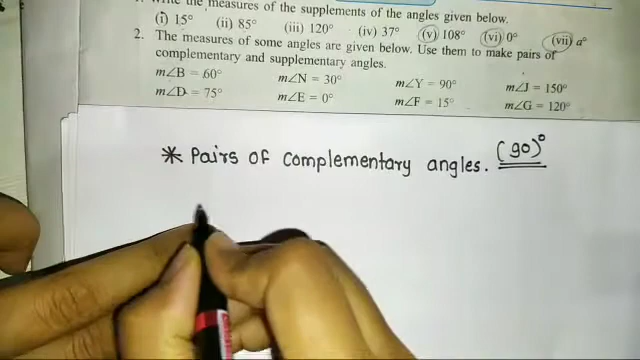 Write the measures of the supplements of the angles given below.
(i) 15° (ii) 85° (iii) 120° (iv) 37° (v) 108° (vi) 0° (vii) a°
2. The measures of some angles are given below. Use them to make pairs of
complementary and supplementary angles.
m∠B = 60° m∠N = 30° m∠Y = 90° m∠J = 150°
m∠D = 75° m∠E = 0° m∠F = 15° m∠G = 120°
* Pairs of complementary angles. (90)°